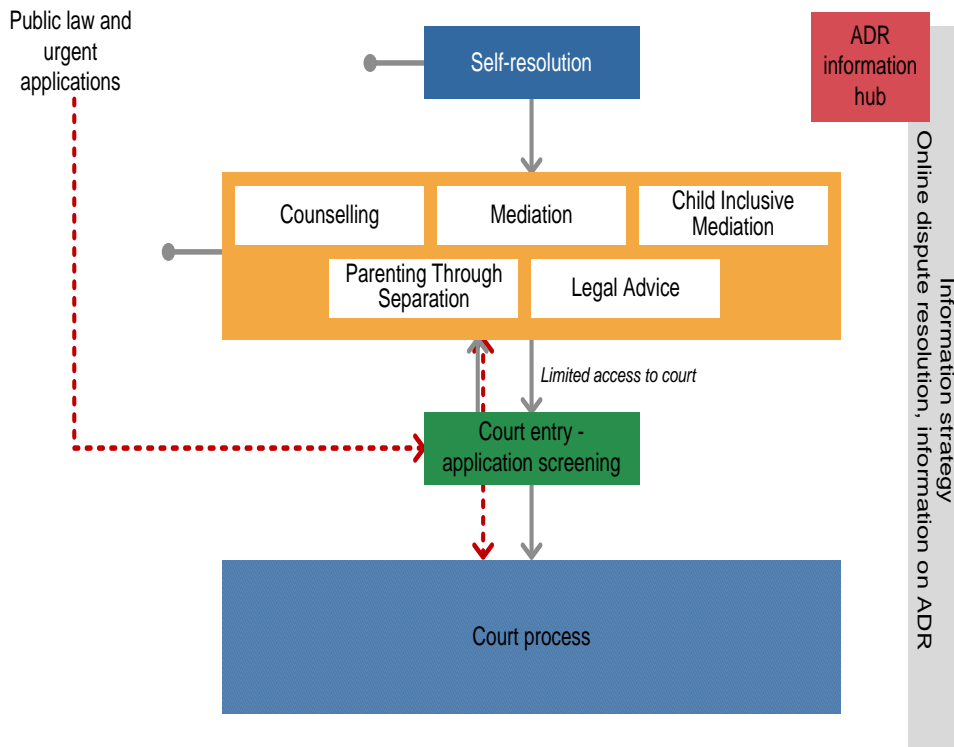 Public law and
urgent
applications
Self-resolution
ADR
information
hub
Counselling
Mediation
Child Inclusive
Mediation
Parenting Through
Separation
Legal Advice
Limited access to court
Court entry -
application screening
Court process
Information strategy
Online dispute resolution, information on ADR